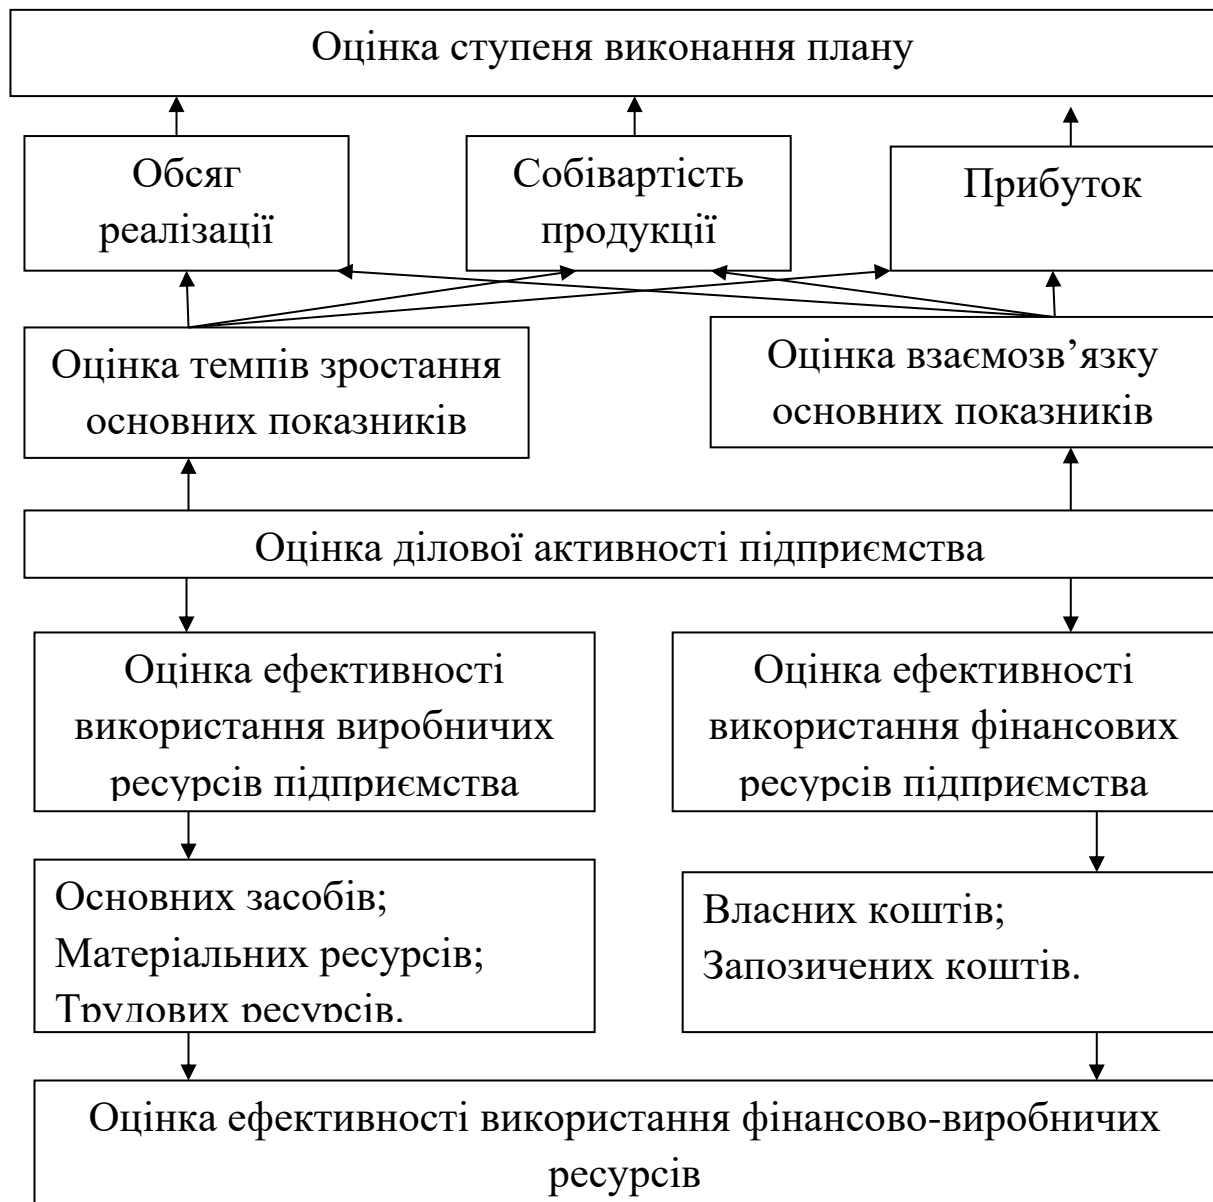 Оцінка ступеня виконання плану
Обсяг
реалізації
Собівартість
продукції
Прибуток
Оцінка темпів зростання
основних показників
Оцінка взаємозв’язку
основних показників
Оцінка ділової активності підприємства
Оцінка ефективності
використання виробничих
ресурсів підприємства
Оцінка ефективності
використання фінансових
ресурсів підприємства
Основних засобів;
Матеріальних ресурсів;
Трудових ресурсів.
Власних коштів;
Запозичених коштів.
Оцінка ефективності використання фінансово-виробничих
ресурсів